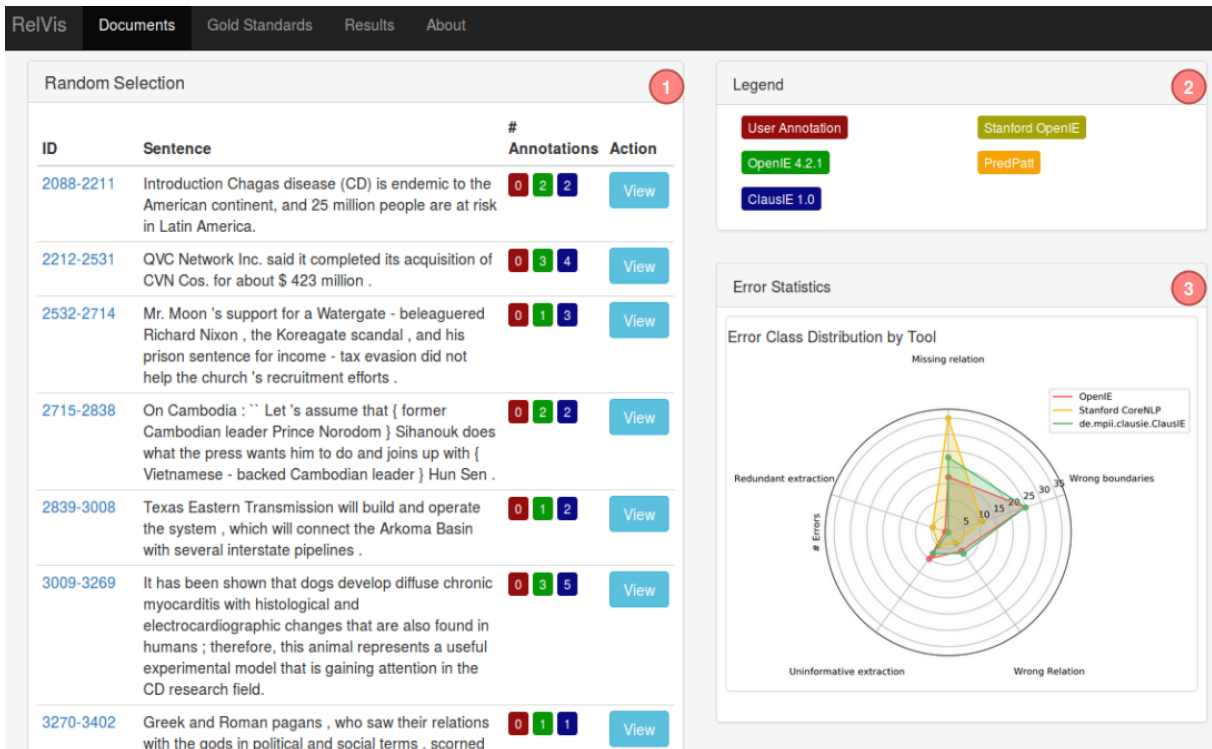 RelVis Documents Gold Standards Results About
Random Selection
1
#
ID Sentence Annotations Action
2088-2211 Introduction Chagas disease (CD) is endemic to the 0 2 2 View
American continent, and 25 million people are at risk
in Latin America.
2212-2531 QVC Network Inc. said it completed its acquisition of 0 3 4 View
CVN Cos. for about $ 423 million .
2532-2714 Mr. Moon 's support for a Watergate - beleaguered 0 1 3 View
Richard Nixon , the Koreagate scandal , and his
prison sentence for income - tax evasion did not
help the church 's recruitment efforts .
2715-2838 On Cambodia : `` Let 's assume that { former 0 2 2 View
Cambodian leader Prince Norodom } Sihanouk does
what the press wants him to do and joins up with {
Vietnamese - backed Cambodian leader } Hun Sen .
2839-3008 Texas Eastern Transmission will build and operate 0 1 2 View
the system , which will connect the Arkoma Basin
with several interstate pipelines .
3009-3269 It has been shown that dogs develop diffuse chronic 0 3 5 View
myocarditis with histological and
electrocardiographic changes that are also found in
humans ; therefore, this animal represents a useful
experimental model that is gaining attention in the
CD research field.
3270-3402 Greek and Roman pagans , who saw their relations 0 1 1 View
with the gods in political and social terms , scorned
Legend
2
User Annotation Stanford OpenIE
OpenIE 4.2.1 PredPatt
ClausIE 1.0
Error Statistics
3
Error Class Distribution by Tool
Missing relation
OpenIE
Stanford CoreNLP
de.mpii.clausie.ClausIE
Redundant extraction
Wrong boundaries
5 10 15 20 25 30 35
# Errors
Uninformative extraction
Wrong Relation